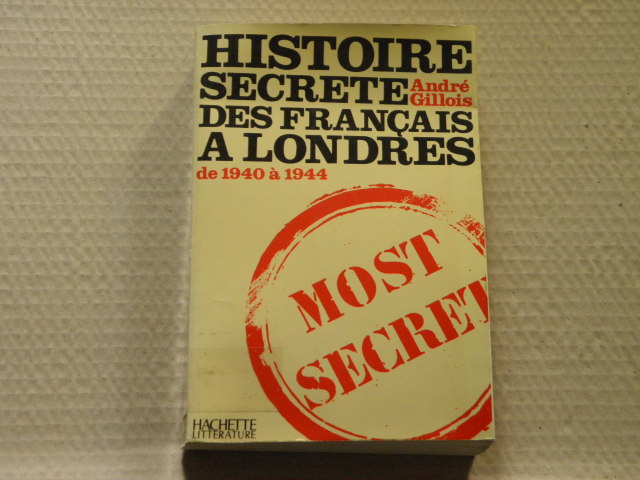 HISTOIRE
SECRETE
André
Gillois
DES FRANÇAIS
A LONDRES
de 1940 à 1944
MOST
SECRET
HACHETTE
LITTERATURE